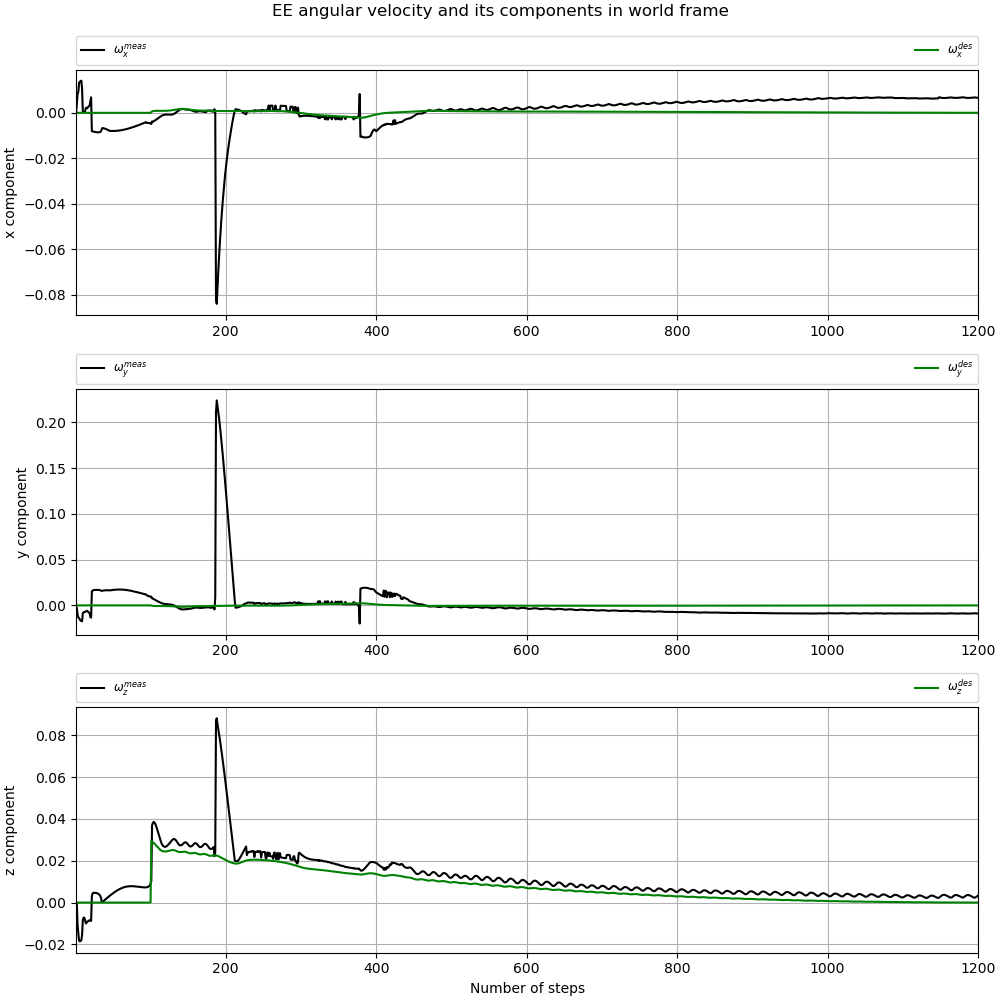 EE angular velocity and its components in world frame
ω_x^meas ω_x^des
0.00
−0.02
−0.04
−0.06
−0.08
x component
200 400 600 800 1000 1200
ω_y^meas ω_y^des
0.20
0.15
0.10
0.05
0.00
y component
200 400 600 800 1000 1200
ω_z^meas ω_z^des
0.08
0.06
0.04
0.02
0.00
−0.02
z component
200 400 600 800 1000 1200
Number of steps